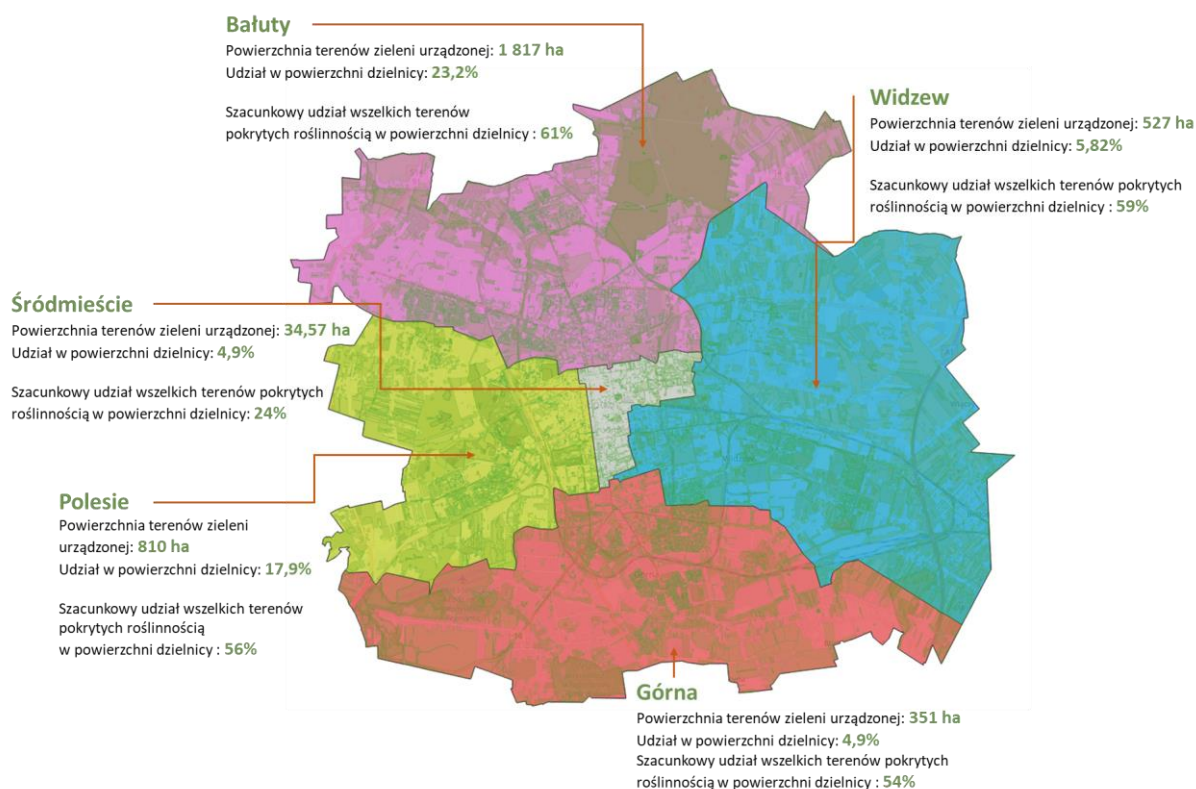 Bałuty
Powierzchnia terenów zieleni urządzonej: 1 817 ha
Udział w powierzchni dzielnicy: 23,2%
Szacunkowy udział wszelkich terenów
pokrytych roślinnością w powierzchni dzielnicy : 61%
Widzew
Powierzchnia terenów zieleni urządzonej: 527 ha
Udział w powierzchni dzielnicy: 5,82%
Szacunkowy udział wszelkich terenów pokrytych
roślinnością w powierzchni dzielnicy : 59%
Śródmieście
Powierzchnia terenów zieleni urządzonej: 34,57 ha
Udział w powierzchni dzielnicy: 4,9%
Szacunkowy udział wszelkich terenów pokrytych
roślinnością w powierzchni dzielnicy: 24%
Polesie
Powierzchnia terenów zieleni
urządzonej: 810 ha
Udział w powierzchni dzielnicy: 17,9%
Szacunkowy udział wszelkich terenów
pokrytych roślinnością
w powierzchni dzielnicy : 56%
Górna
Powierzchnia terenów zieleni urządzonej: 351 ha
Udział w powierzchni dzielnicy: 4,9%
Szacunkowy udział wszelkich terenów pokrytych
roślinnością w powierzchni dzielnicy : 54%